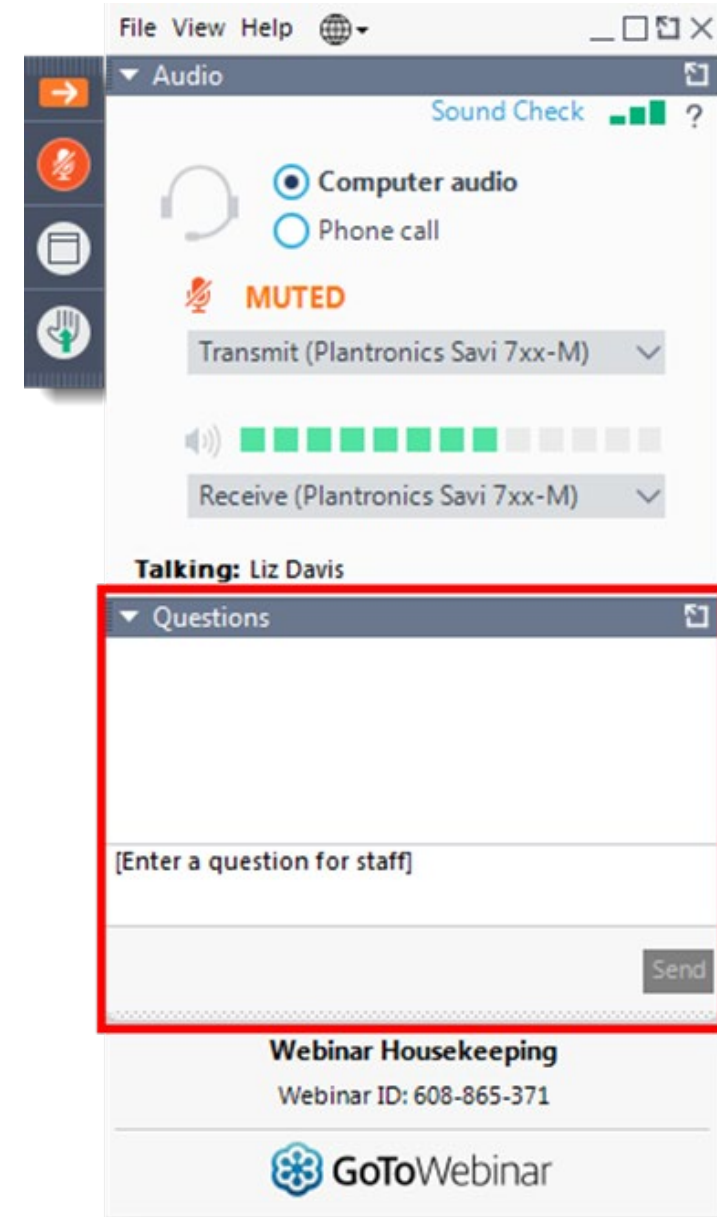 File View Help
Audio
Sound Check ?
Computer audio
Phone call
MUTED
Transmit (Plantronics Savi 7xx-M)
Receive (Plantronics Savi 7xx-M)
Talking: Liz Davis
Questions
[Enter a question for staff]
Send
Webinar Housekeeping
Webinar ID: 608-865-371
GoToWebinar